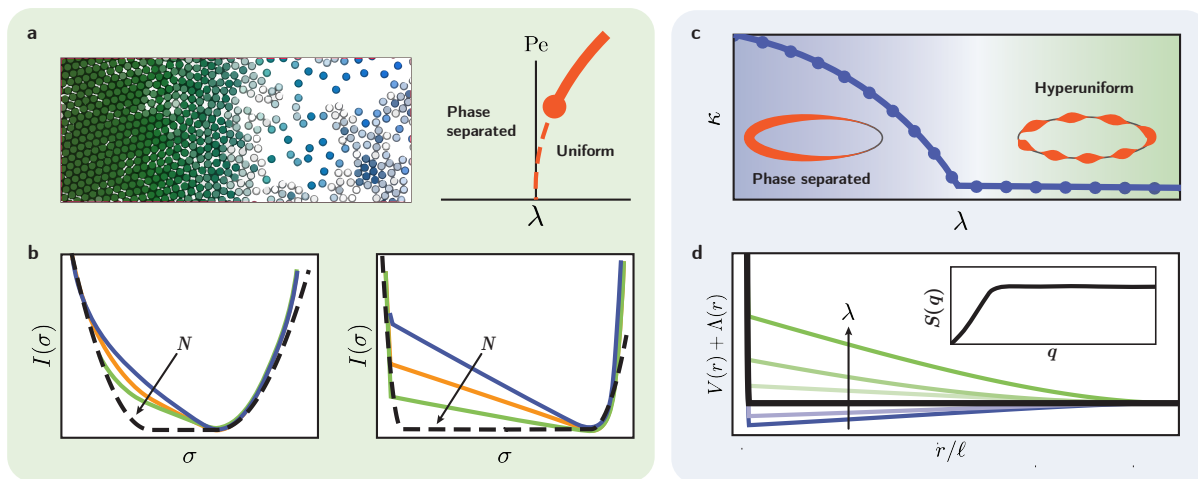 a
Pe
Phase
separated
Uniform
λ
b
I(σ)
N
σ
I(σ)
N
σ
c
κ
Hyperuniform
Phase separated
λ
d
V(r) + Λ(r)
λ
S(q)
q
r/ℓ